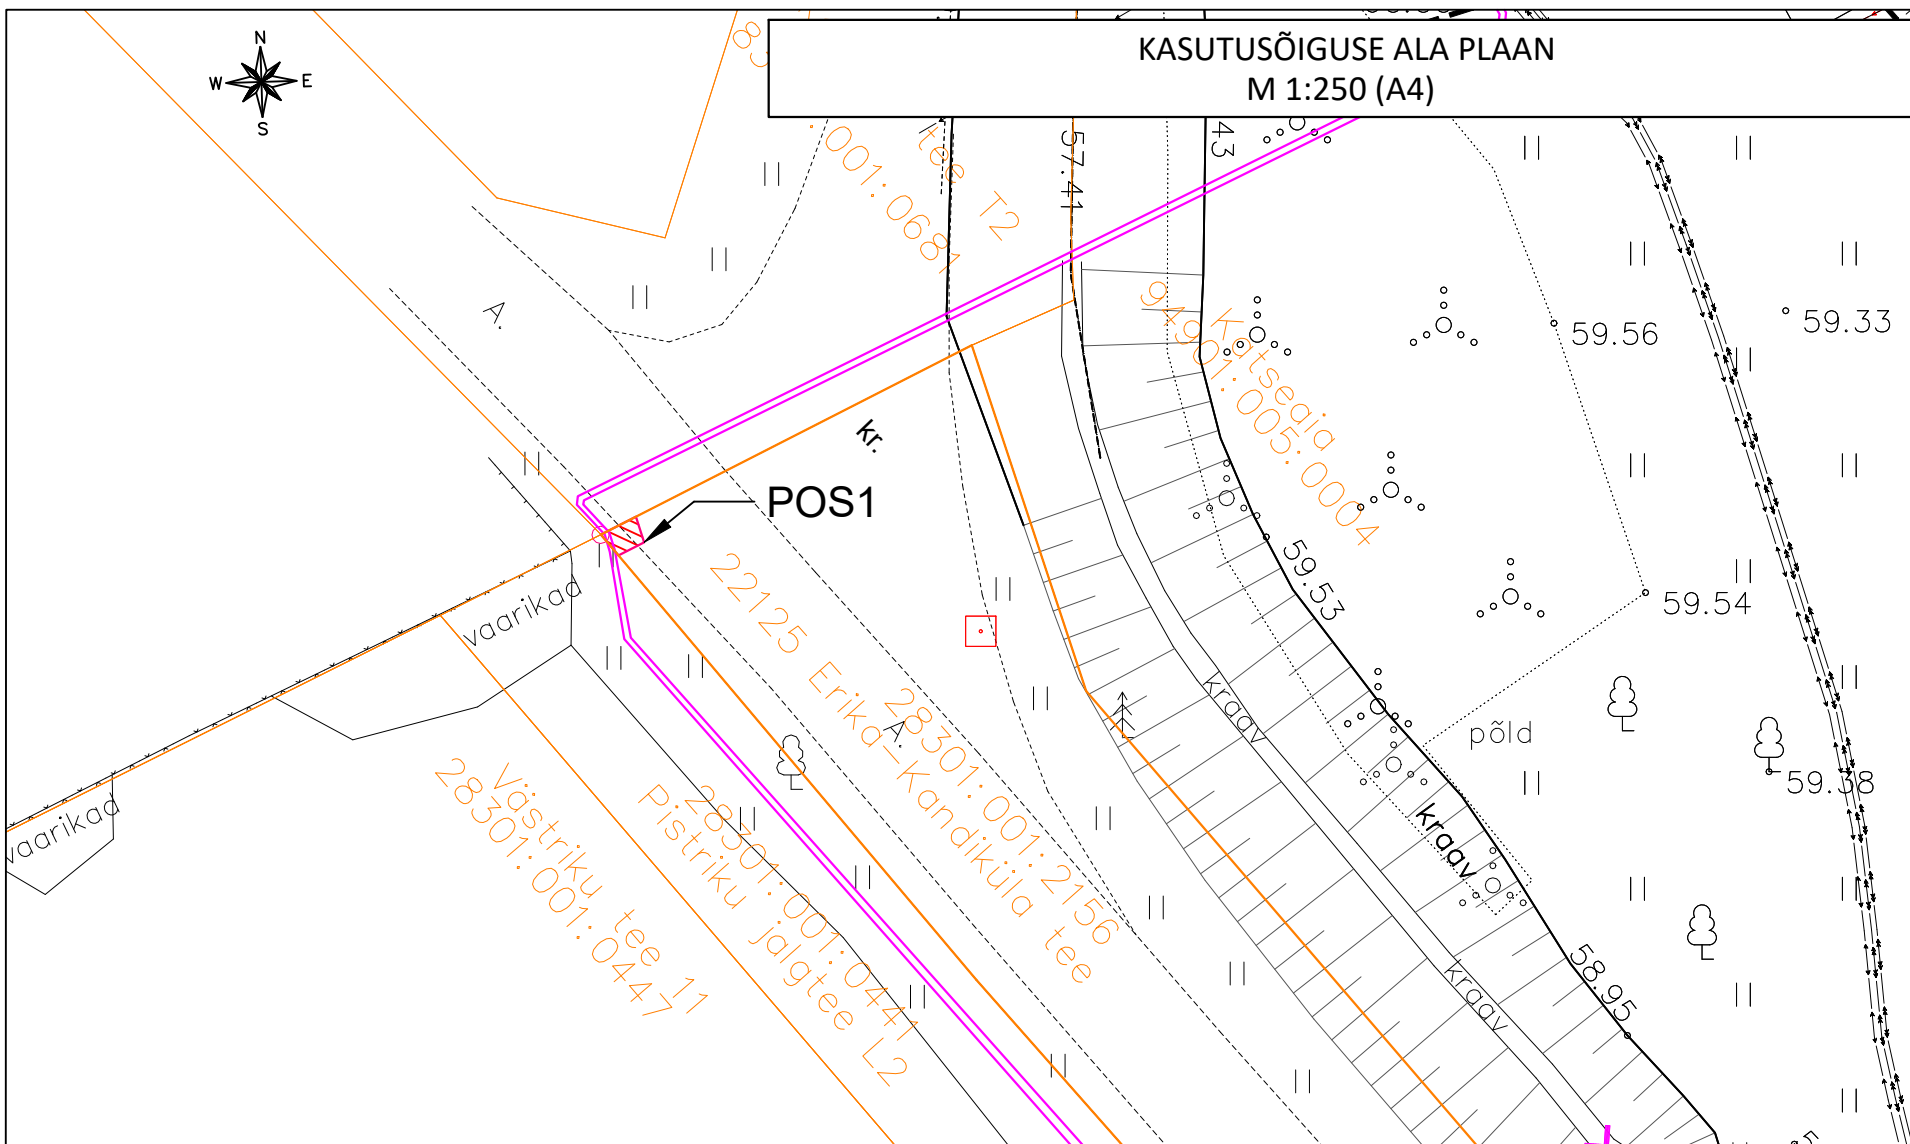 KASUTUSÕIGUSE ALA PLAAN
M 1:250 (A4)
N
W
E
S
tee T2
:001:0681
57.41
43
A.
Katseaia
94901:005:0004
59.56
59.33
kr.
POS1
59.53
59.54
vaarikad
22125 Erika-Kandiküla tee
28301:001:2156
A.
kraav
põld
59.38
vaarikad
Västriku tee 11
28301:001:0447
28301:001:0441
Pistriku jalgtee L2
kraav
kraav
58.95